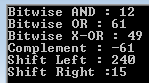 Bitwise AND : 12
Bitwise OR : 61
Bitwise X-OR : 49
Complement : -61
Shift Left : 240
Shift Right :15